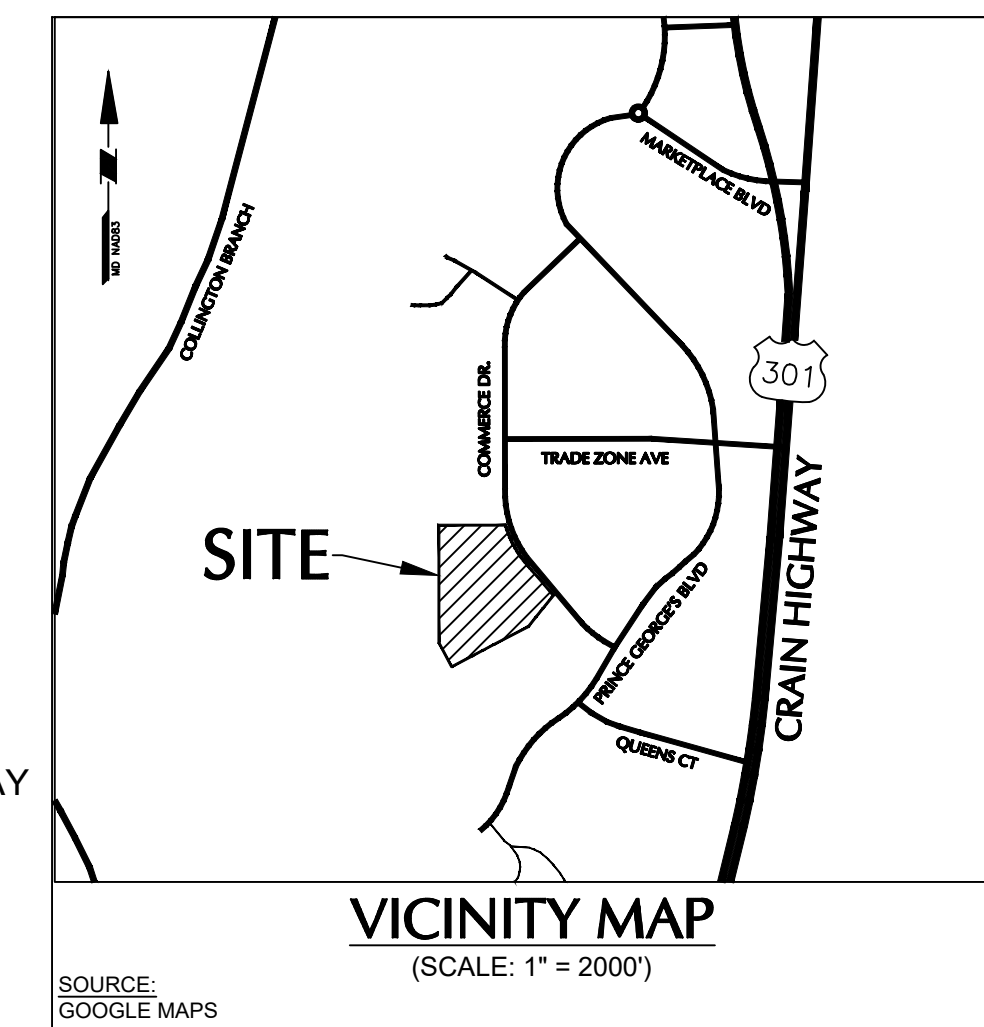 MARKETPLACE BLVD
MD NAD83
COLLINGTON BRANCH
301
COMMERCE DR.
TRADE ZONE AVE
CRAIN HIGHWAY
SITE
PRINCE GEORGE'S BLVD
QUEENS CT
AY
VICINITY MAP
(SCALE: 1" = 2000')
SOURCE:
GOOGLE MAPS